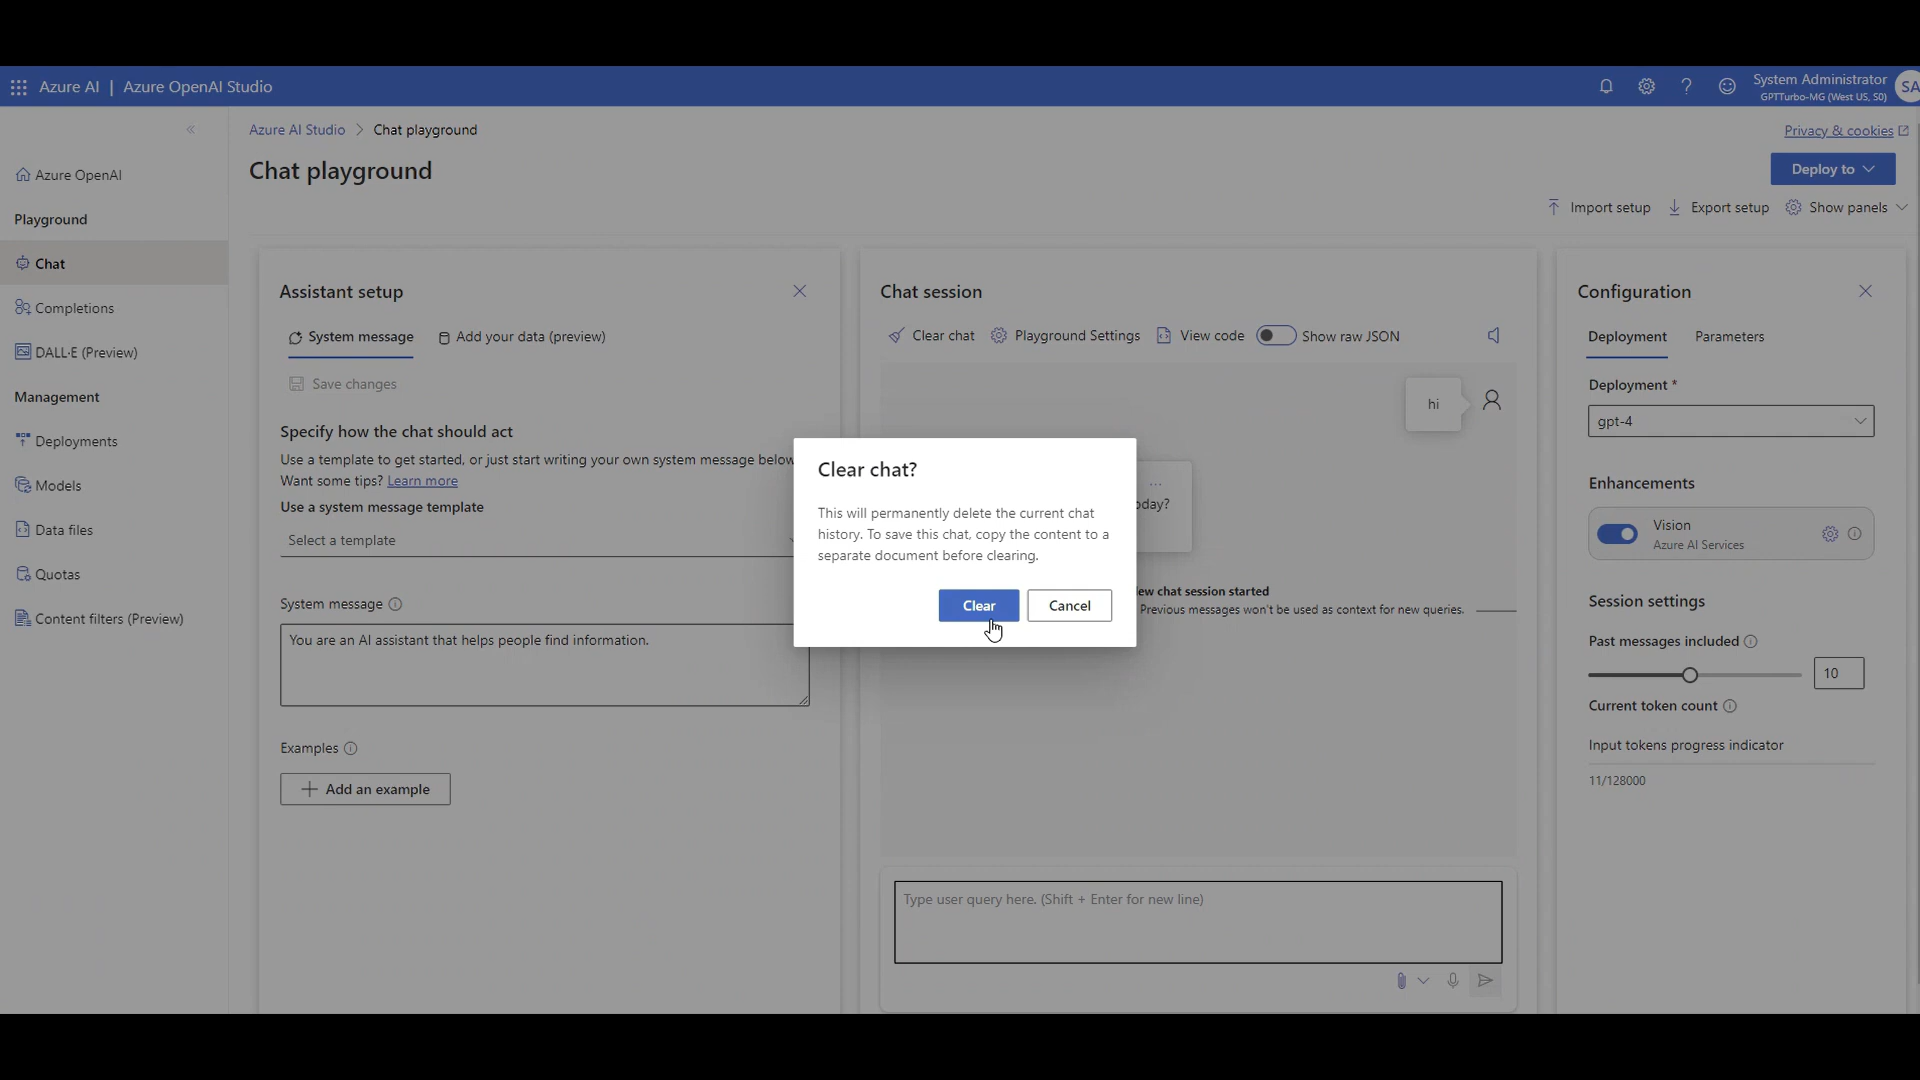 Azure AI | Azure OpenAI Studio
System Administrator
GPTTurbo-MG (West US, S0)
SA
Azure AI Studio > Chat playground
Privacy & cookies
Chat playground
Deploy to
Import setup
Export setup
Show panels
Azure OpenAI
Playground
Chat
Completions
DALL·E (Preview)
Management
Deployments
Models
Data files
Quotas
Content filters (Preview)
Assistant setup
System message
Add your data (preview)
Save changes
Specify how the chat should act
Use a template to get started, or just start writing your own system message below
Want some tips? Learn more
Use a system message template
Select a template
System message
You are an AI assistant that helps people find information.
Examples
Add an example
Chat session
Clear chat
Playground Settings
View code
Show raw JSON
hi
...
oday?
ew chat session started
Previous messages won't be used as context for new queries.
Type user query here. (Shift + Enter for new line)
Clear chat?
This will permanently delete the current chat
history. To save this chat, copy the content to a
separate document before clearing.
Clear
Cancel
Configuration
Deployment
Parameters
Deployment *
gpt-4
Enhancements
Vision
Azure AI Services
Session settings
Past messages included
10
Current token count
Input tokens progress indicator
11/128000